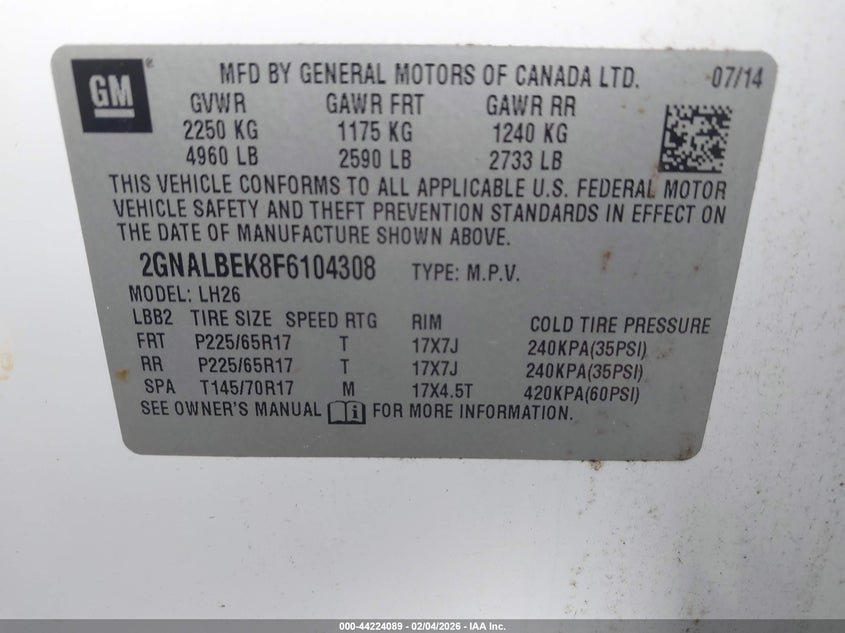 GM ® MFD BY GENERAL MOTORS OF CANADA LTD. 07/14
GVWR GAWR FRT GAWR RR
2250 KG 1175 KG 1240 KG
4960 LB 2590 LB 2733 LB
THIS VEHICLE CONFORMS TO ALL APPLICABLE U.S. FEDERAL MOTOR
VEHICLE SAFETY AND THEFT PREVENTION STANDARDS IN EFFECT ON
THE DATE OF MANUFACTURE SHOWN ABOVE.
2GNALBEK8F6104308 TYPE: M.P.V.
MODEL: LH26
LBB2 TIRE SIZE SPEED RTG RIM COLD TIRE PRESSURE
FRT P225/65R17 T 17X7J 240KPA(35PSI)
RR P225/65R17 T 17X7J 240KPA(35PSI)
SPA T145/70R17 M 17X4.5T 420KPA(60PSI)
SEE OWNER'S MANUAL i FOR MORE INFORMATION.
000-44224089 - 02/04/2026 - IAA Inc.